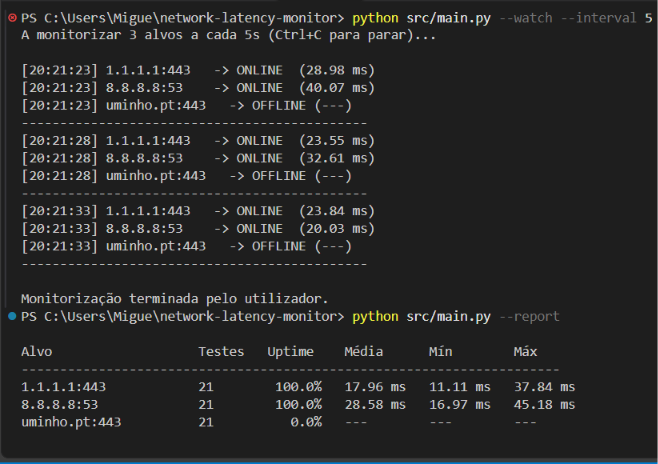 PS C:\Users\Migue\network-latency-monitor> python src/main.py --watch --interval 5
A monitorizar 3 alvos a cada 5s (Ctrl+C para parar)...
[20:21:23] 1.1.1.1:443   -> ONLINE  (28.98 ms)
[20:21:23] 8.8.8.8:53    -> ONLINE  (40.07 ms)
[20:21:23] uminho.pt:443   -> OFFLINE (---)
-------------------------------------------
[20:21:28] 1.1.1.1:443   -> ONLINE  (23.55 ms)
[20:21:28] 8.8.8.8:53    -> ONLINE  (32.61 ms)
[20:21:28] uminho.pt:443   -> OFFLINE (---)
-------------------------------------------
[20:21:33] 1.1.1.1:443   -> ONLINE  (23.84 ms)
[20:21:33] 8.8.8.8:53    -> ONLINE  (20.03 ms)
[20:21:33] uminho.pt:443   -> OFFLINE (---)
-------------------------------------------
Monitorização terminada pelo utilizador.
PS C:\Users\Migue\network-latency-monitor> python src/main.py --report
Alvo                  Testes   Uptime    Média     Mín       Máx
-------------------------------------------------------------------
1.1.1.1:443           21       100.0%   17.96 ms   11.11 ms   37.84 ms
8.8.8.8:53            21       100.0%   28.58 ms   16.97 ms   45.18 ms
uminho.pt:443         21         0.0%   ---        ---        ---